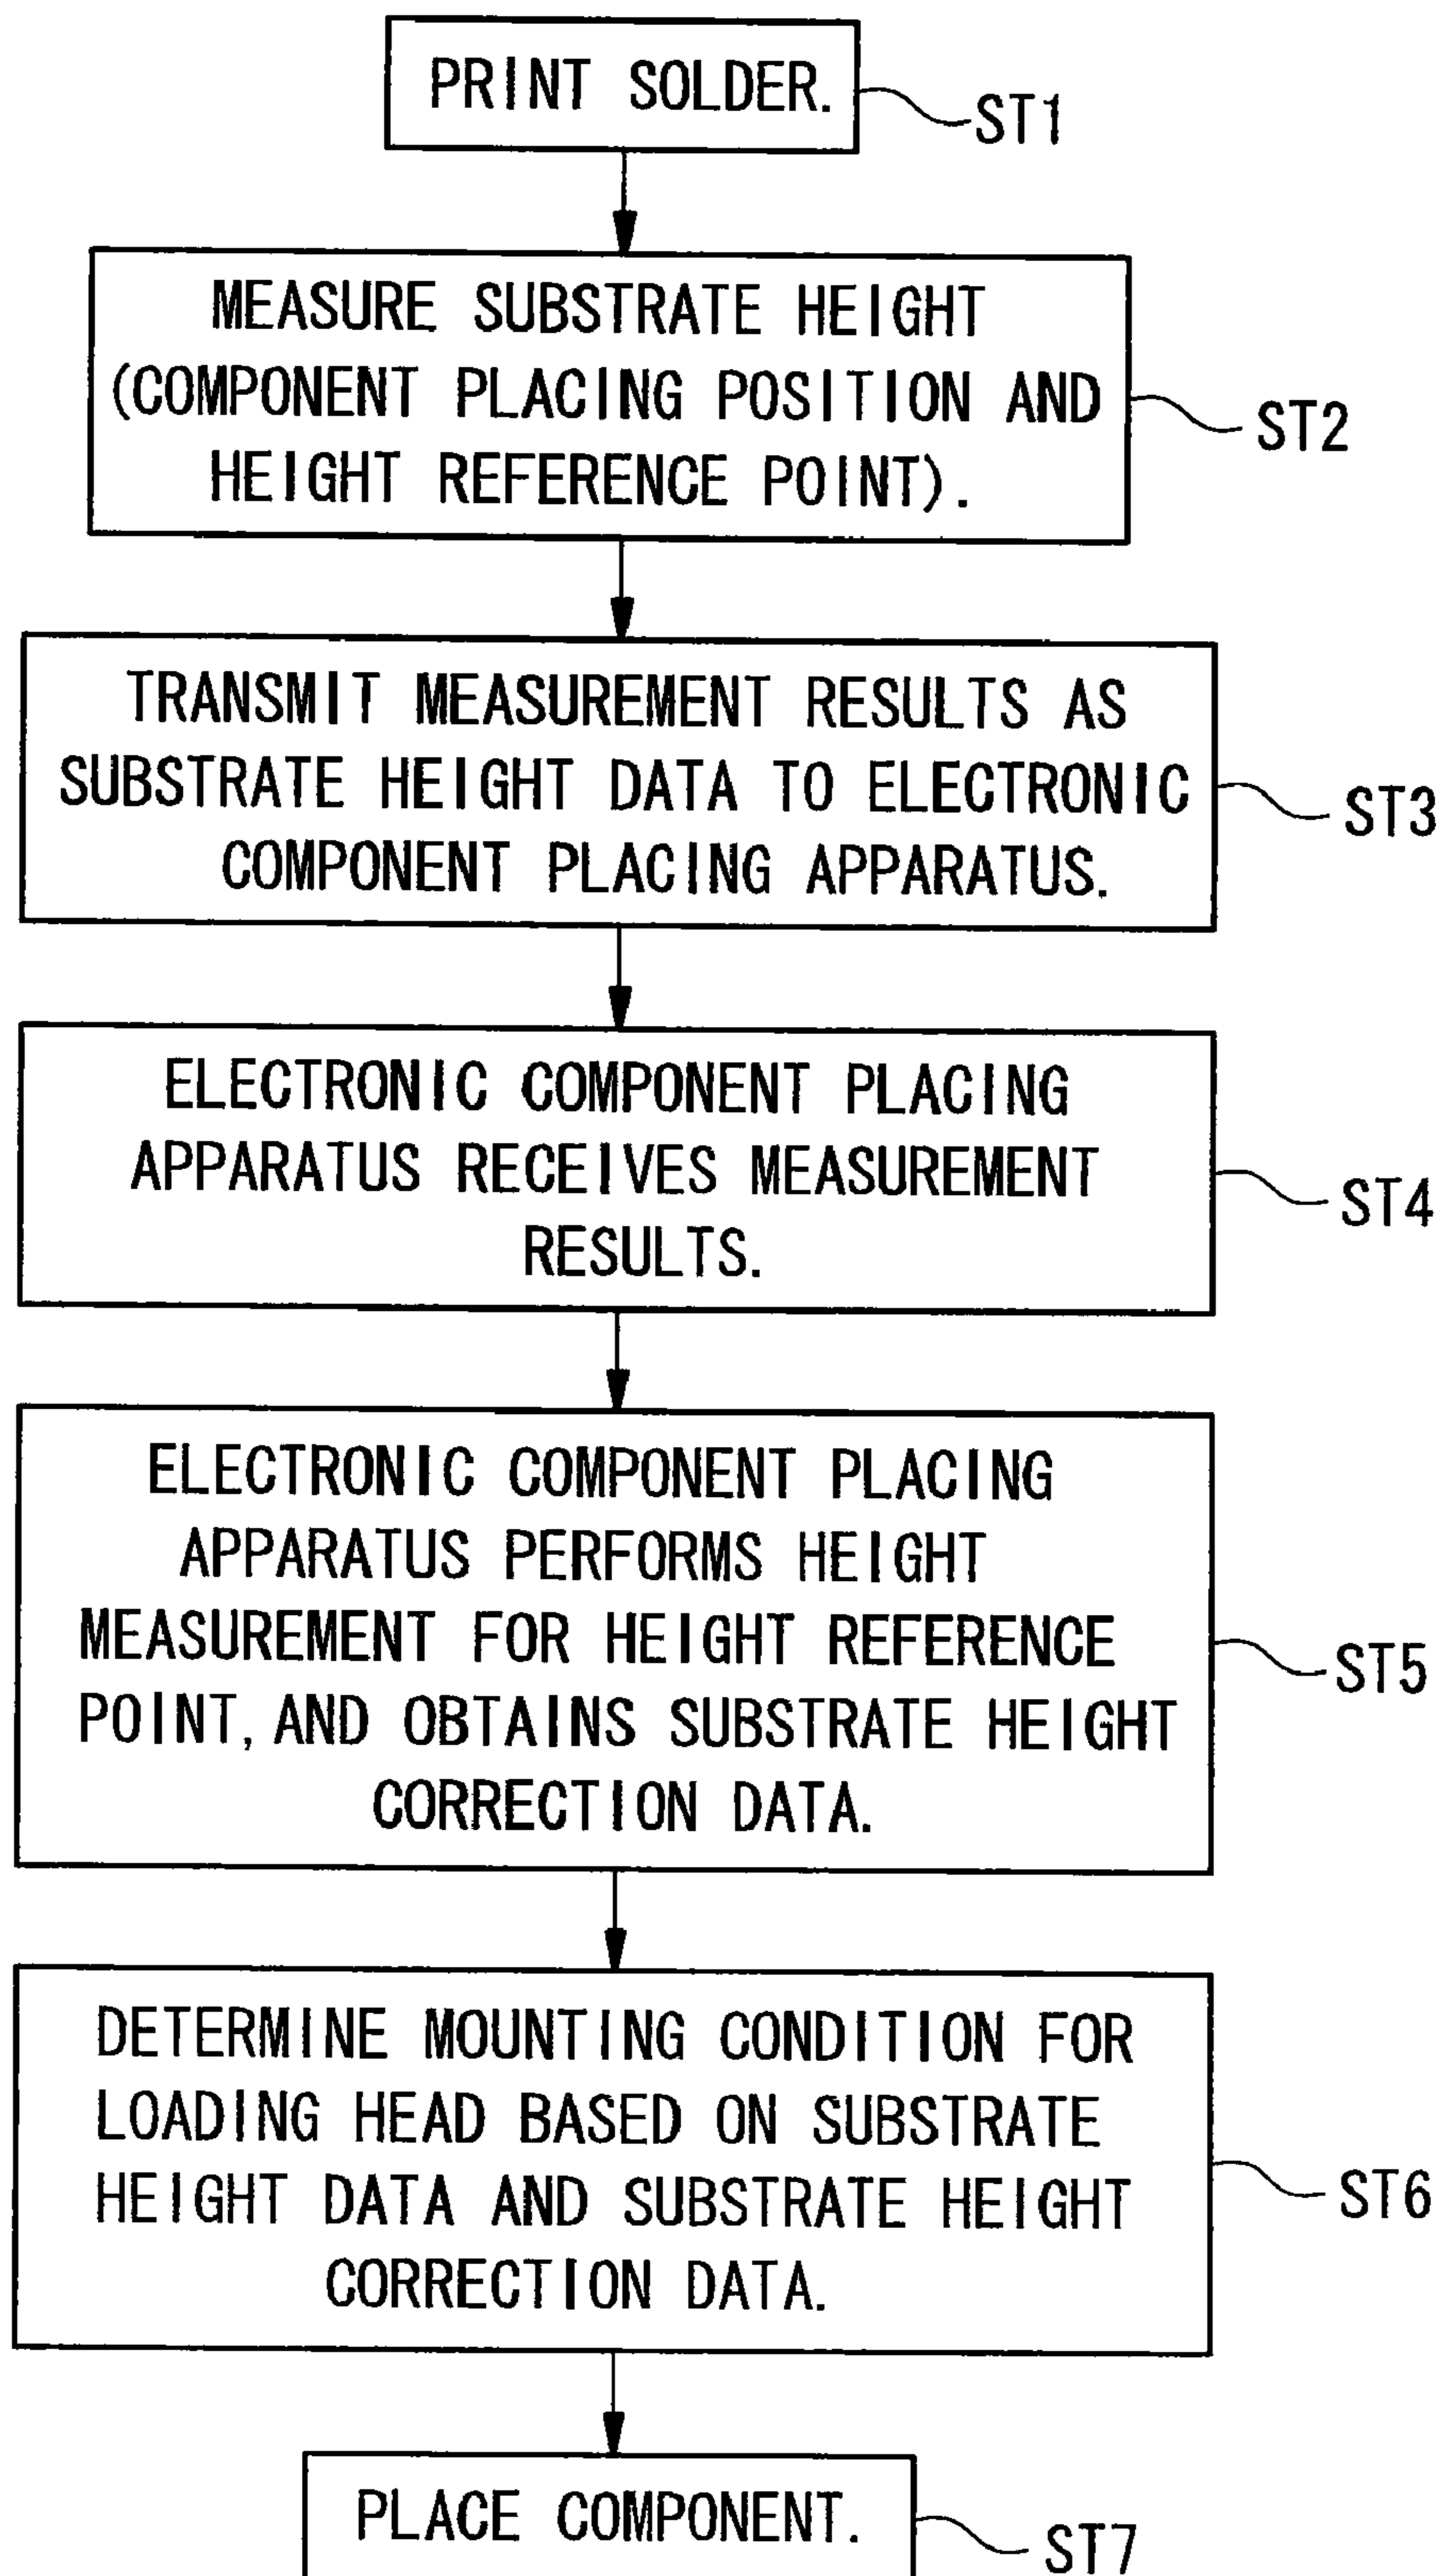 PRINT SOLDER.
ST1
MEASURE SUBSTRATE HEIGHT
(COMPONENT PLACING POSITION AND
HEIGHT REFERENCE POINT).
ST2
TRANSMIT MEASUREMENT RESULTS AS
SUBSTRATE HEIGHT DATA TO ELECTRONIC
COMPONENT PLACING APPARATUS.
ST3
ELECTRONIC COMPONENT PLACING
APPARATUS RECEIVES MEASUREMENT
RESULTS.
ST4
ELECTRONIC COMPONENT PLACING
APPARATUS PERFORMS HEIGHT
MEASUREMENT FOR HEIGHT REFERENCE
POINT, AND OBTAINS SUBSTRATE HEIGHT
CORRECTION DATA.
ST5
DETERMINE MOUNTING CONDITION FOR
LOADING HEAD BASED ON SUBSTRATE
HEIGHT DATA AND SUBSTRATE HEIGHT
CORRECTION DATA.
ST6
PLACE COMPONENT.
ST7